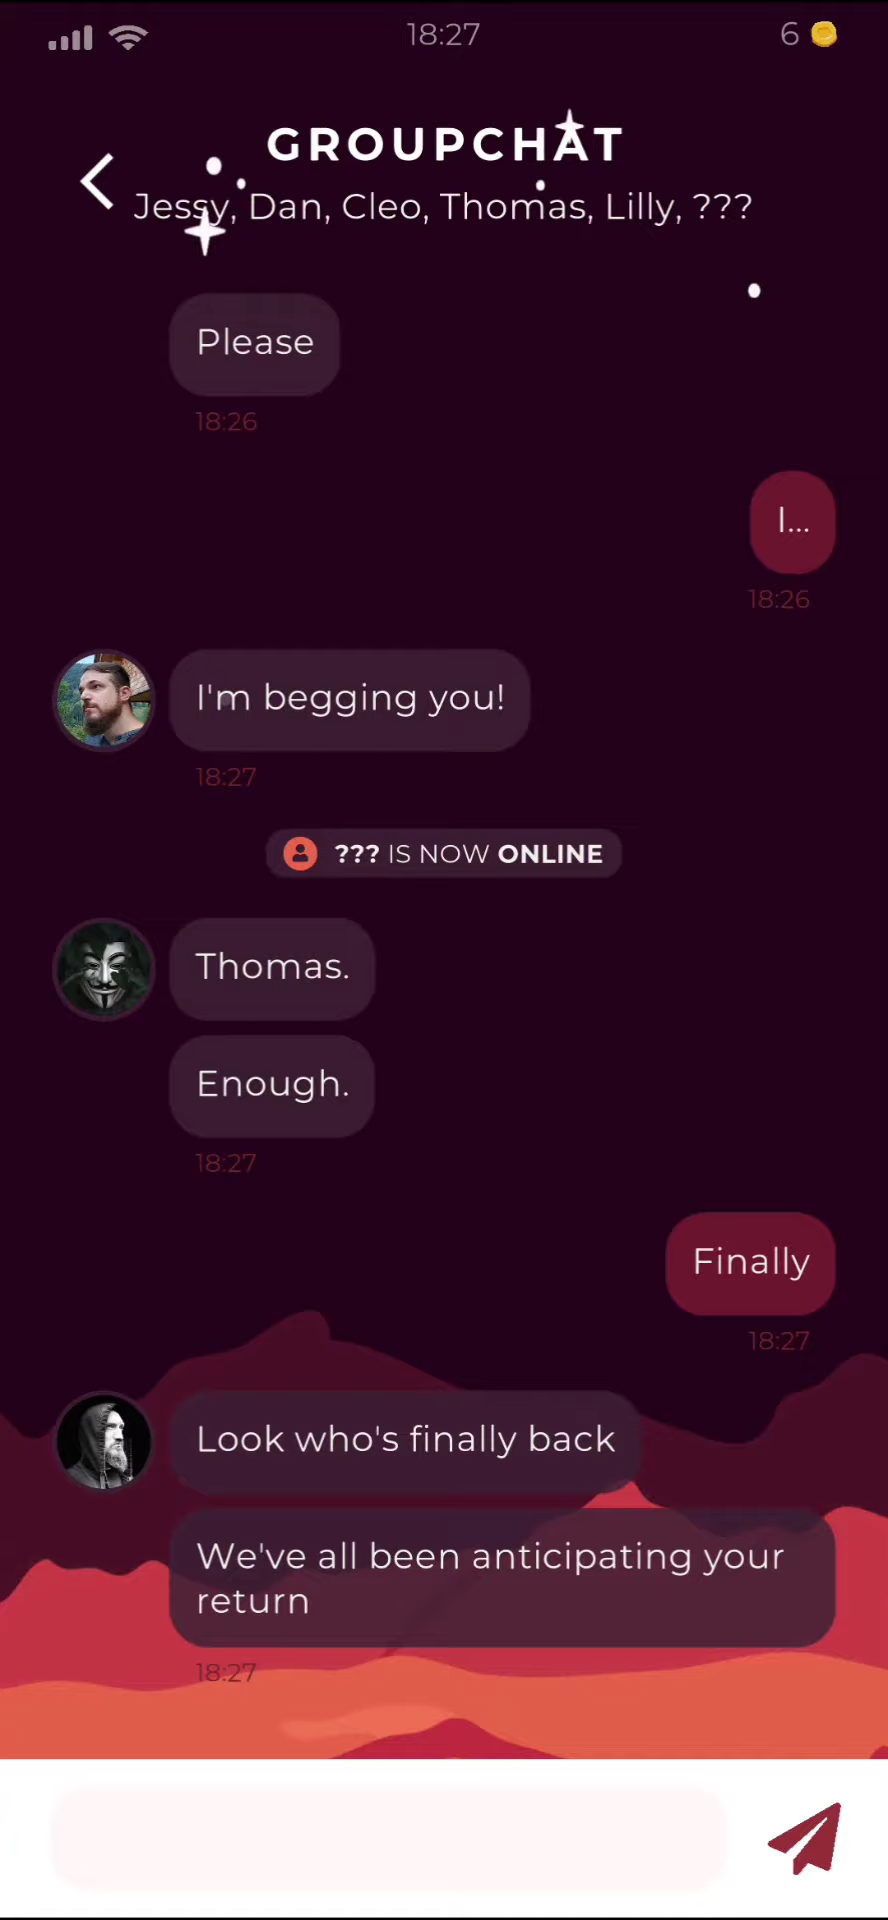 18:27
6
GROUPCHAT
Jessy, Dan, Cleo, Thomas, Lilly, ???
Please
18:26
I...
18:26
I'm begging you!
18:27
??? IS NOW ONLINE
Thomas.
Enough.
18:27
Finally
18:27
Look who's finally back
We've all been anticipating your
return
18:27